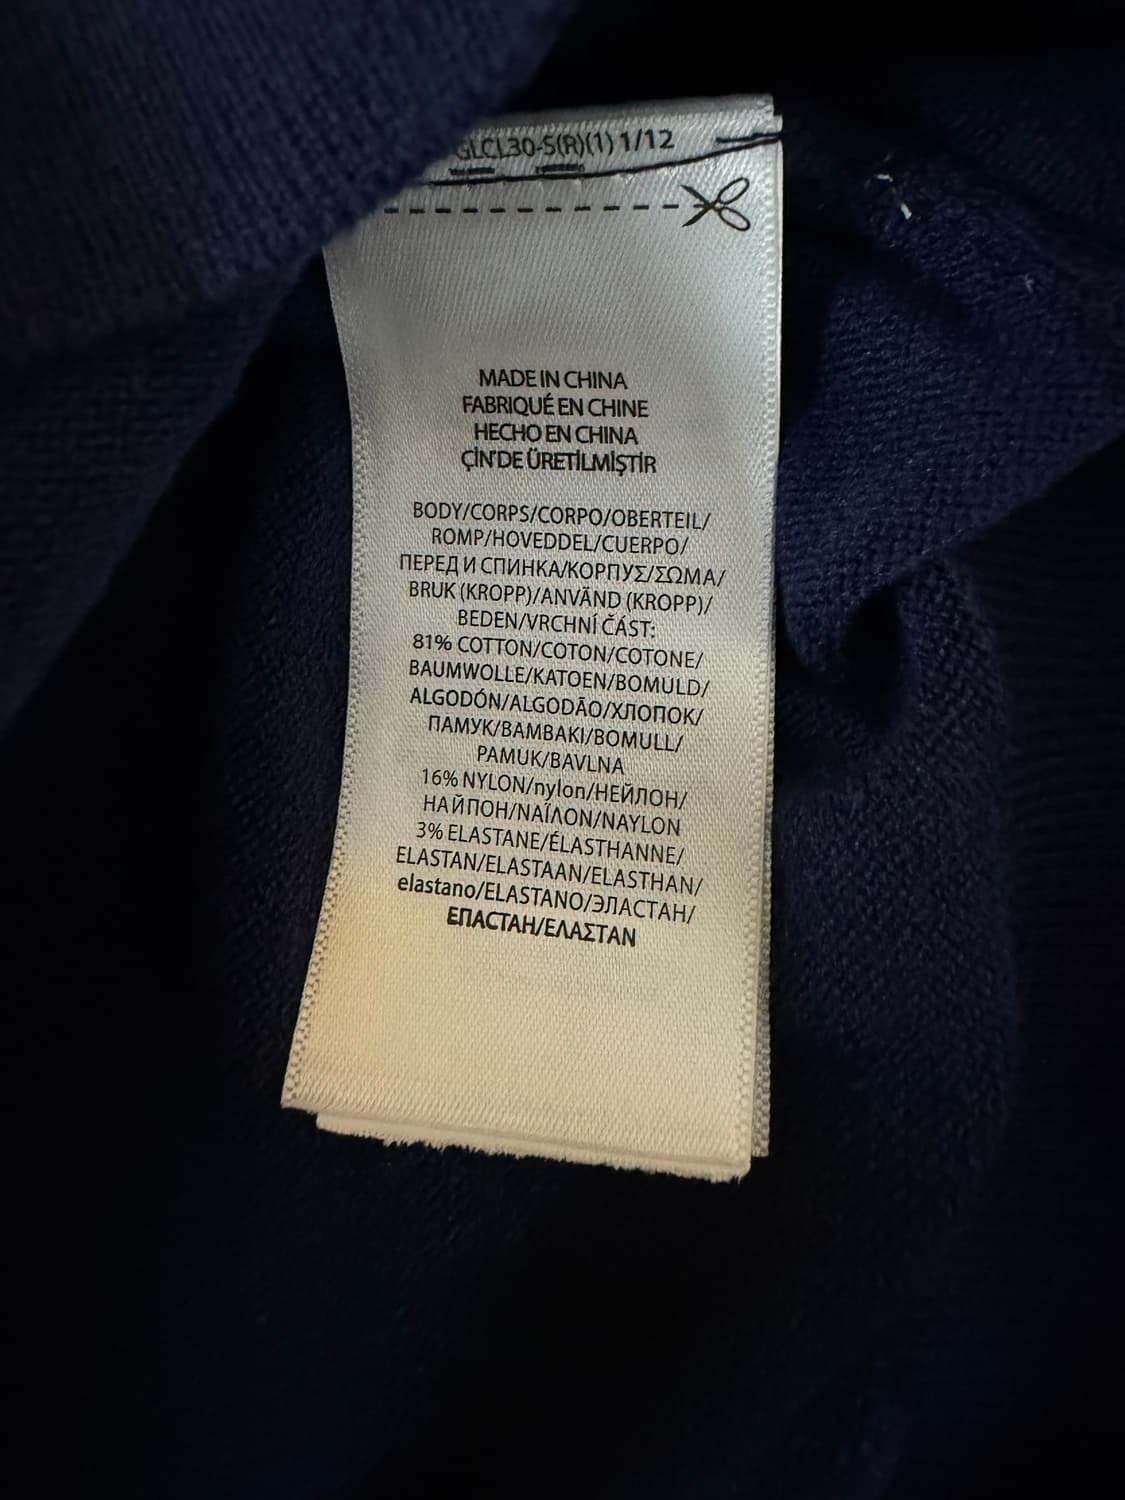 GLCL30-S(R)(1) 1/12
MADE IN CHINA
FABRIQUÉ EN CHINE
HECHO EN CHINA
ÇİN'DE ÜRETİLMİŞTİR
BODY/CORPS/CORPO/OBERTEIL/
ROMP/HOVEDDEL/CUERPO/
ПЕРЕД И СПИНКА/КОРПУЅ/ΣΩΜΑ/
BRUK (KROPP)/ANVÄND (KROPP)/
BEDEN/VRCHNÍ ČÁST:
81% COTTON/COTON/COTONE/
BAUMWOLLE/KATOEN/BOMULD/
ALGODÓN/ALGODÃO/ХЛОПОК/
ПАМУК/BAMBAKI/BOMULL/
PAMUK/BAVLNA
16% NYLON/nylon/НЕЙЛОН/
НАЙПОН/ΝΑΪΛΟΝ/NAYLON
3% ELASTANE/ÉLASTHANNE/
ELASTAN/ELASTAAN/ELASTHAN/
elastano/ELASTANO/ЭЛАСТАН/
ЕПАСТАН/ΕΛΑΣΤΑΝ